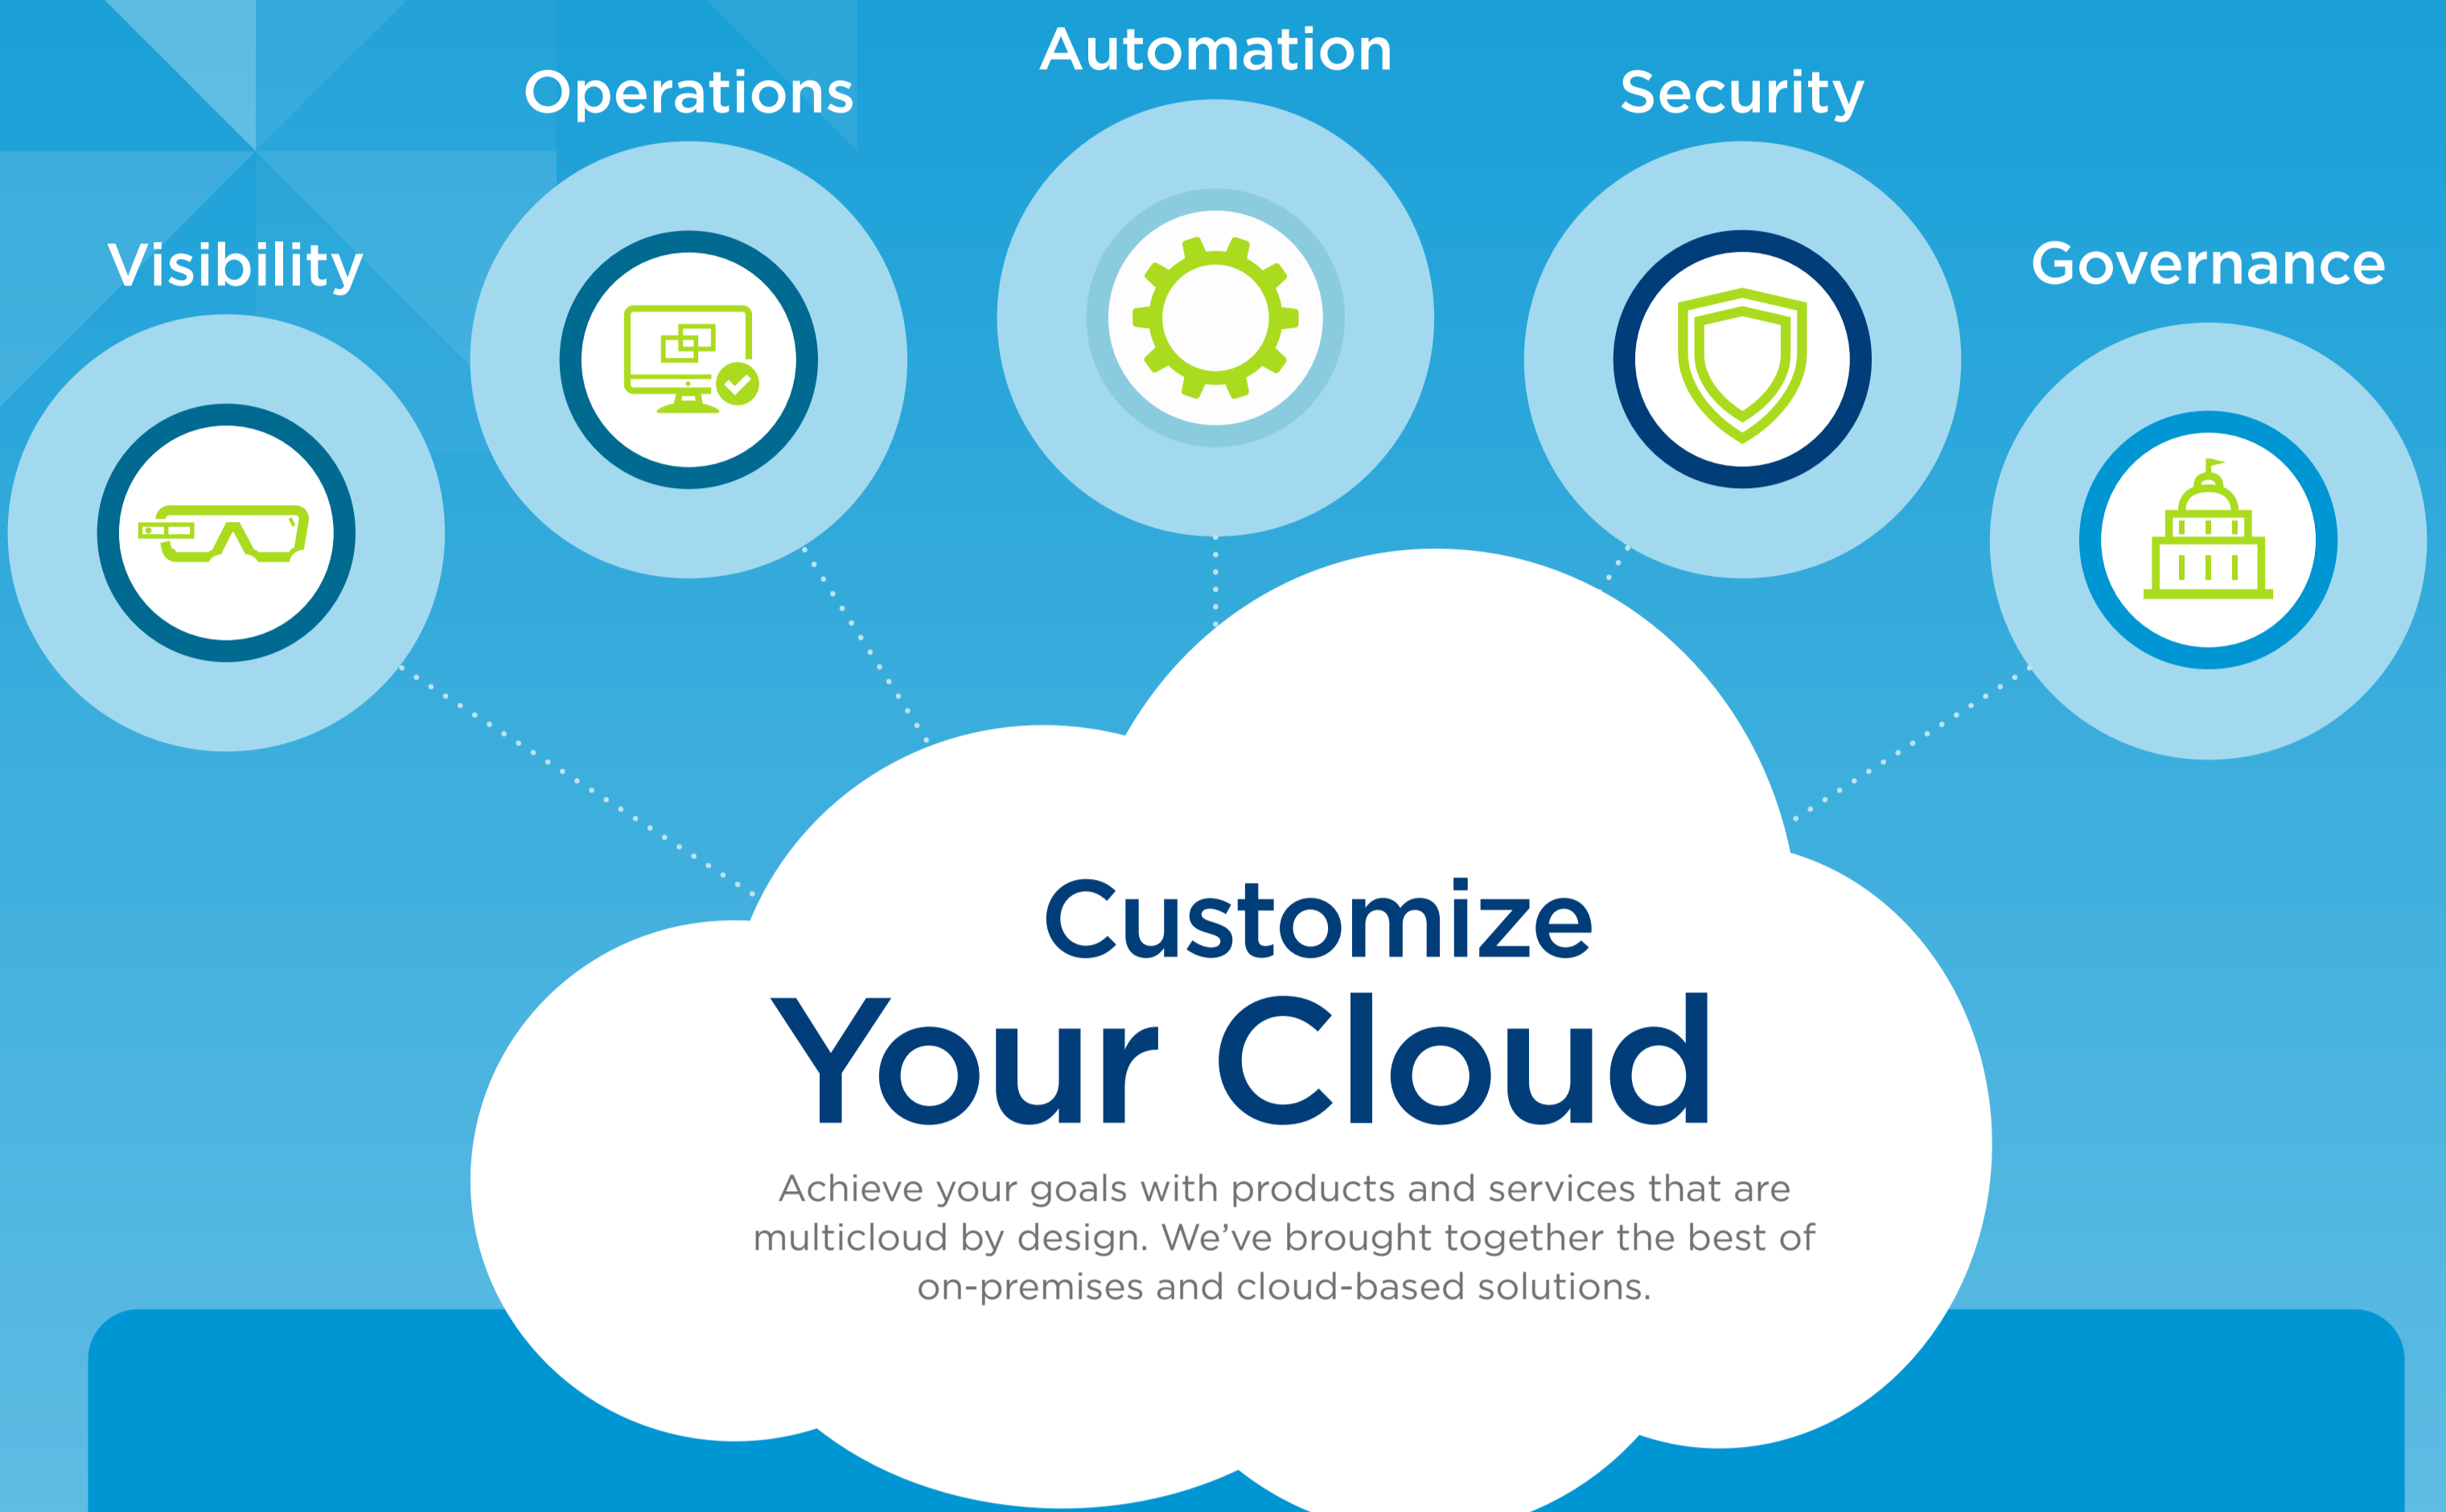 Visibility
Operations
Automation
Security
Governance
Customize
Your Cloud
Achieve your goals with products and services that are
multicloud by design. We’ve brought together the best of
on-premises and cloud-based solutions.